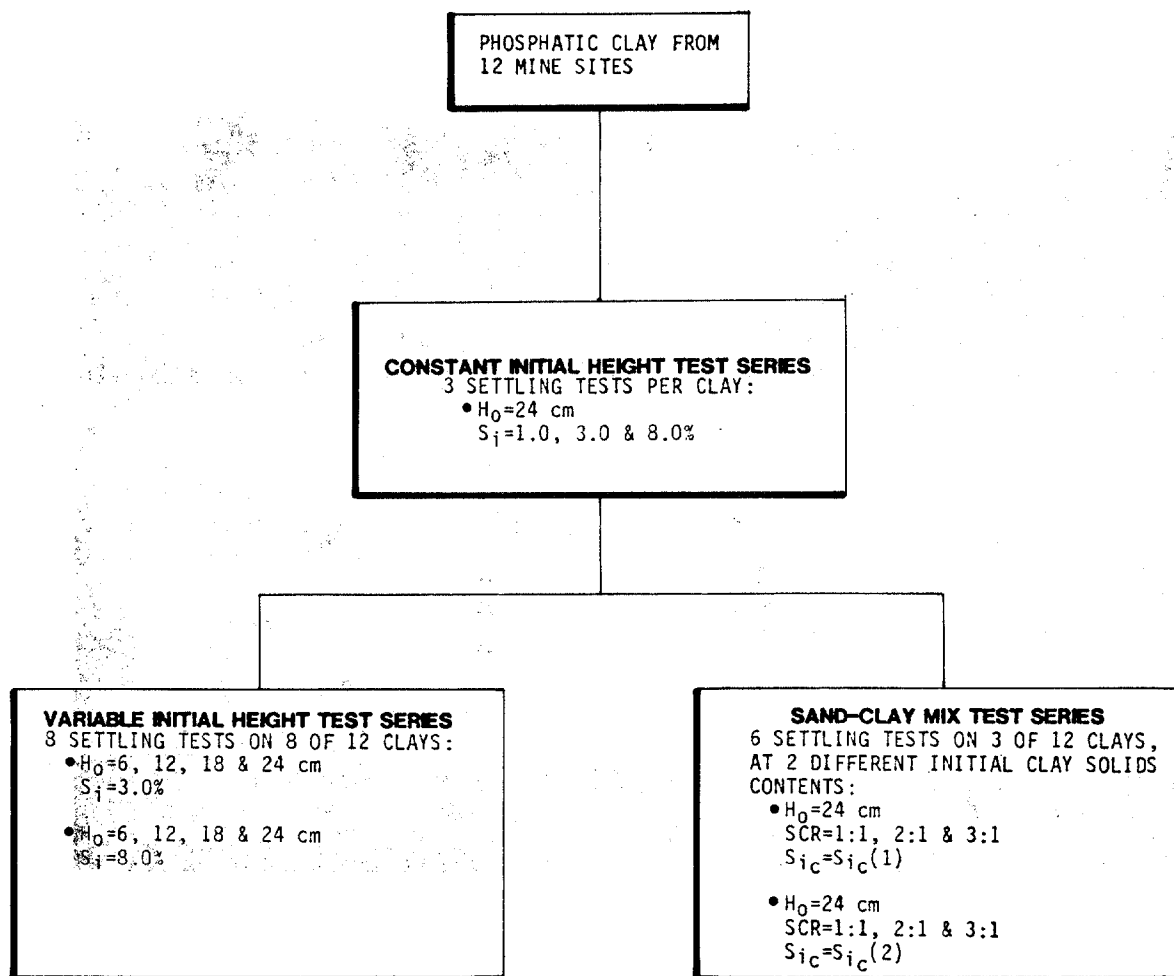 PHOSPHATIC CLAY FROM
12 MINE SITES
CONSTANT INITIAL HEIGHT TEST SERIES
3 SETTLING TESTS PER CLAY:
•H₀=24 cm
Sᵢ=1.0, 3.0 & 8.0%
VARIABLE INITIAL HEIGHT TEST SERIES
8 SETTLING TESTS ON 8 OF 12 CLAYS:
•H₀=6, 12, 18 & 24 cm
Sᵢ=3.0%
•H₀=6, 12, 18 & 24 cm
Sᵢ=8.0%
SAND-CLAY MIX TEST SERIES
6 SETTLING TESTS ON 3 OF 12 CLAYS,
AT 2 DIFFERENT INITIAL CLAY SOLIDS
CONTENTS:
•H₀=24 cm
SCR=1:1, 2:1 & 3:1
S_ic=S_ic(1)
•H₀=24 cm
SCR=1:1, 2:1 & 3:1
S_ic=S_ic(2)